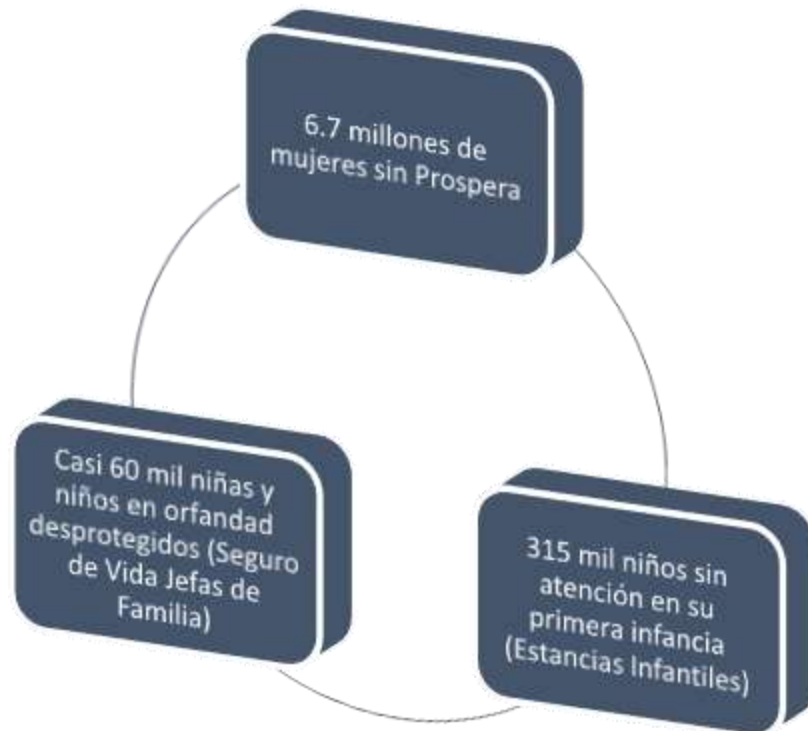 6.7 millones de
mujeres sin Prospera
Casi 60 mil niñas y
niños en orfandad
desprotegidos (Seguro
de Vida Jefas de
Familia)
315 mil niños sin
atención en su
primera infancia
(Estancias Infantiles)